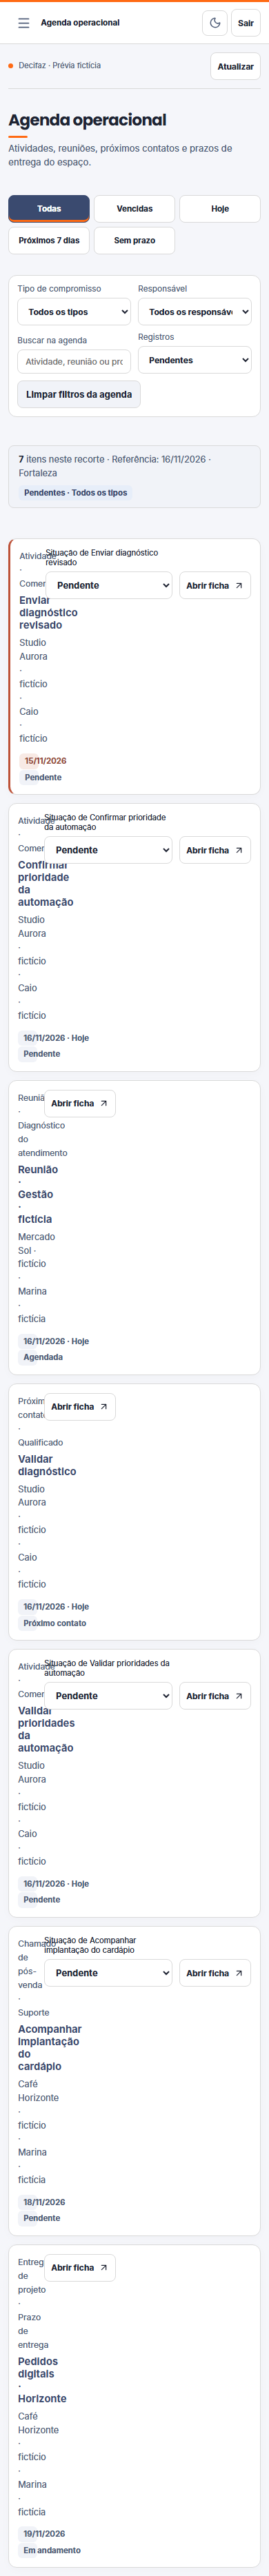 Agenda operacional
Sair
Decifaz · Prévia fictícia
Atualizar
Agenda operacional
Atividades, reuniões, próximos contatos e prazos de
entrega do espaço.
Todas
Vencidas
Hoje
Próximos 7 dias
Sem prazo
Tipo de compromisso
Responsável
Todos os tipos
Buscar na agenda
Registros
Atividade, reunião ou
Pendentes
Limpar filtros da agenda
7 itens neste recorte · Referência: 16/11/2026 ·
Fortaleza
Pendentes · Todos os tipos
Atividade
·
Situação de Enviar diagnóstico
revisado
Pendente
Abrir ficha
Enviar
diagnóstico
revisado
Studio
Aurora
·
fictício
·
Caio
·
fictício
15/11/2026
Pendente
Atividade
·
Situação de Confirmar prioridade
da automação
Pendente
Abrir ficha
Confirmar
prioridade
da
automação
Studio
Aurora
·
fictício
·
Caio
·
fictício
16/11/2026 · Hoje
Pendente
·
Abrir ficha
Diagnóstico
do
atendimento
Reunião
·
Gestão
·
fictícia
Mercado
Sol ·
fictício
·
Marina
·
fictícia
16/11/2026 · Hoje
Agendada
·
Abrir ficha
Qualificado
Validar
diagnóstico
Studio
Aurora
·
fictício
·
Caio
·
fictício
16/11/2026 · Hoje
Próximo contato
Atividade
·
Situação de Validar prioridades da
automação
Pendente
Abrir ficha
Validar
prioridades
da
automação
Studio
Aurora
·
fictício
·
Caio
·
fictício
16/11/2026 · Hoje
Pendente
Chamado
de
pós-
venda
·
Suporte
Situação de Acompanhar
implantação do cardápio
Pendente
Abrir ficha
Acompanhar
implantação
do
cardápio
Café
Horizonte
·
fictício
·
Marina
·
fictícia
18/11/2026
Pendente
de
projeto
·
Prazo
de
entrega
Abrir ficha
Pedidos
digitais
·
Horizonte
Café
Horizonte
·
fictício
·
Marina
·
fictícia
19/11/2026
Em andamento